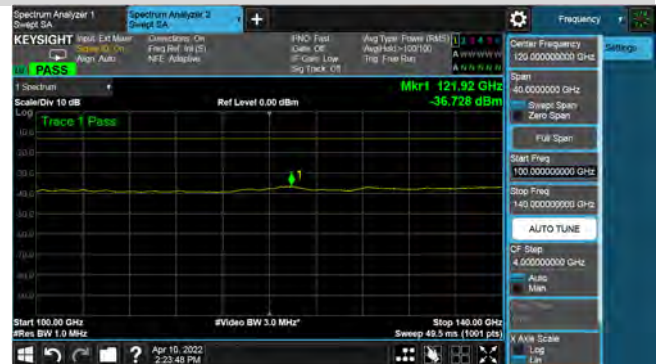 Spectrum Analyzer 1
Swept SA
Spectrum Analyzer 2
Swept SA
+
Frequency
KEYSIGHT
Input: Ext Mixer
Align: Auto
Corrections: On
Freq Ref: Int (S)
NFE: Adaptive
PNO: Fast
Gate: Off
IF Gain: Low
Sig Track: Off
Avg Type: Power (RMS)
Avg|Hold:>100/100
Trig: Free Run
PASS
1 Spectrum
Scale/Div 10 dB
Ref Level 0.00 dBm
Mkr1 121.92 GHz
-36.728 dBm
Log
Trace 1 Pass
1
Start 100.00 GHz
#Res BW 1.0 MHz
#Video BW 3.0 MHz*
Stop 140.00 GHz
Sweep 49.5 ms (1001 pts)
Center Frequency
120.000000000 GHz
Settings
Span
40.0000000 GHz
Swept Span
Zero Span
Full Span
Start Freq
100.000000000 GHz
Stop Freq
140.000000000 GHz
AUTO TUNE
CF Step
4.000000000 GHz
Auto
Man
X Axis Scale
Log
Lin
?
Apr 10, 2022
2:23:48 PM